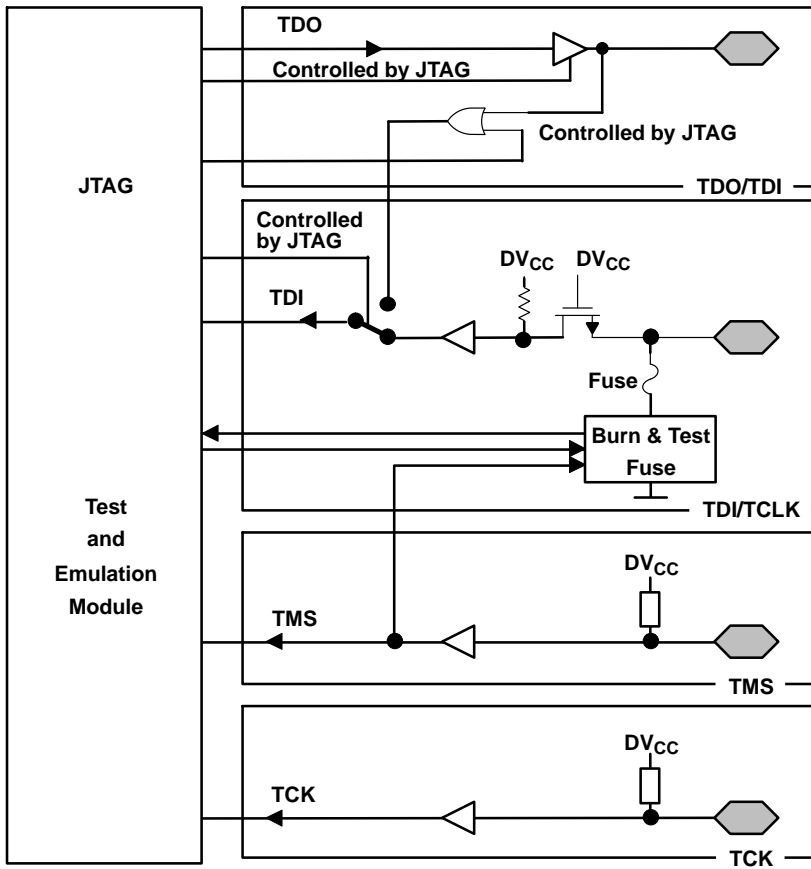 TDO
Controlled by JTAG
Controlled by JTAG
JTAG
TDO/TDI
Controlled
by JTAG
DVCC
DVCC
TDI
Fuse
Burn & Test
Fuse
TDI/TCLK
Test
and
Emulation
Module
DVCC
TMS
TMS
DVCC
TCK
TCK